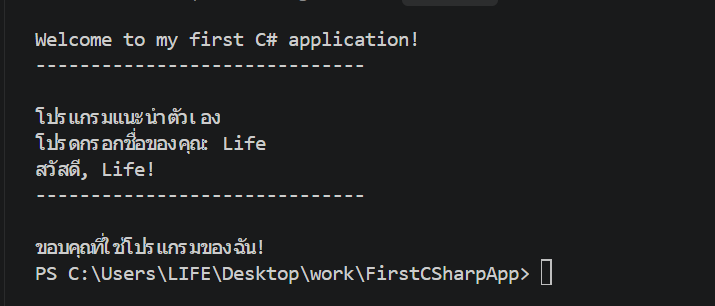 Welcome to my first C# application!
------------------------------

โปรแกรมแนะนำตัวเอง
โปรดกรอกชื่อของคุณ: Life
สวัสดี, Life!
------------------------------

ขอบคุณที่ใช้โปรแกรมของฉัน!
PS C:\Users\LIFE\Desktop\work\FirstCSharpApp>